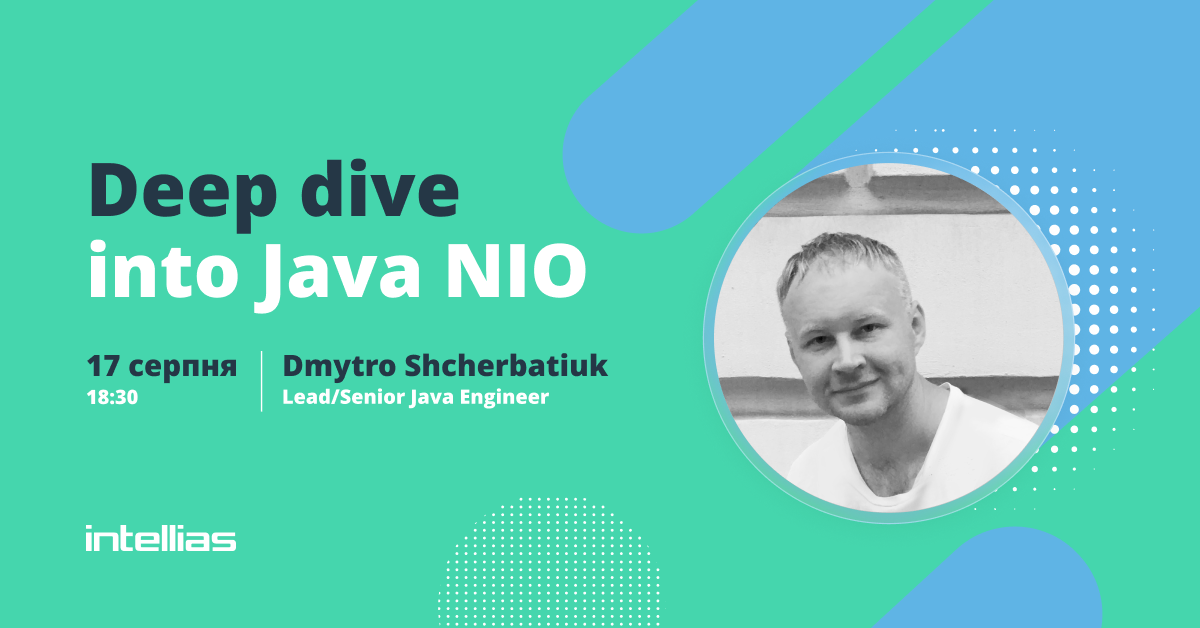 Deep dive
into Java NIO
17 серпня
18:30
Dmytro Shcherbatiuk
Lead/Senior Java Engineer
intellias